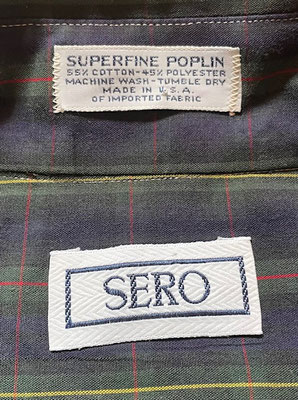 SUPERFINE POPLIN
55% COTTON-45% POLYESTER
MACHINE WASH-TUMBLE DRY
MADE IN U.S.A.
OF IMPORTED FABRIC
SERO